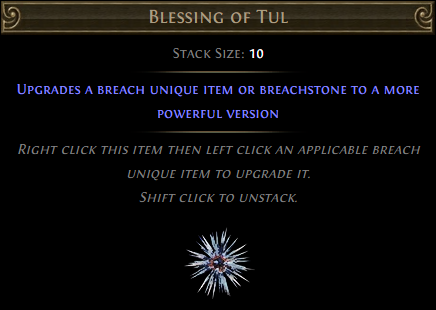 Blessing of Tul
Stack Size: 10
Upgrades a breach unique item or breachstone to a more
powerful version
Right click this item then left click an applicable breach
unique item to upgrade it.
Shift click to unstack.